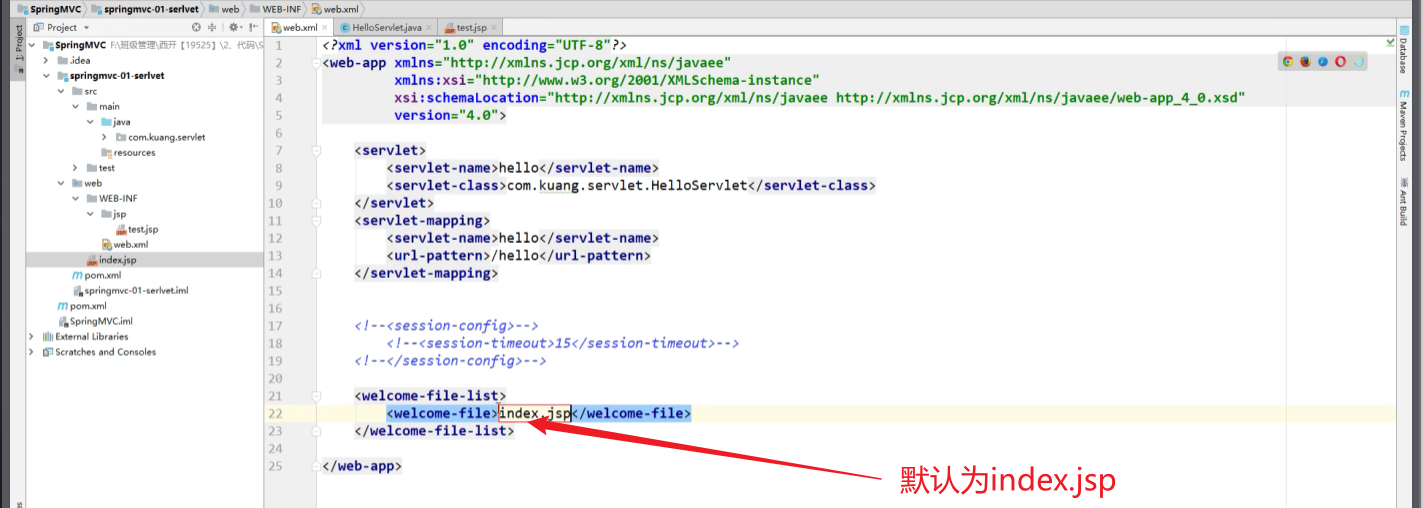 SpringMVC springmvc-01-serlvet web WEB-INF web.xml
Project
web.xml HelloServlet.java test.jsp
1: Project
SpringMVC F:\班级管理\西开【19525】\2、代码\S
.idea
springmvc-01-serlvet
src
main
java
com.kuang.servlet
resources
test
web
WEB-INF
jsp
test.jsp
web.xml
index.jsp
pom.xml
springmvc-01-serlvet.iml
pom.xml
SpringMVC.iml
External Libraries
Scratches and Consoles
1 <?xml version="1.0" encoding="UTF-8"?>
2 <web-app xmlns="http://xmlns.jcp.org/xml/ns/javaee"
3 xmlns:xsi="http://www.w3.org/2001/XMLSchema-instance"
4 xsi:schemaLocation="http://xmlns.jcp.org/xml/ns/javaee http://xmlns.jcp.org/xml/ns/javaee/web-app_4_0.xsd"
5 version="4.0">
6
7 <servlet>
8 <servlet-name>hello</servlet-name>
9 <servlet-class>com.kuang.servlet.HelloServlet</servlet-class>
10 </servlet>
11 <servlet-mapping>
12 <servlet-name>hello</servlet-name>
13 <url-pattern>/hello</url-pattern>
14 </servlet-mapping>
15
16
17 <!--<session-config>-->
18 <!--<session-timeout>15</session-timeout>-->
19 <!--</session-config>-->
20
21 <welcome-file-list>
22 <welcome-file>index.jsp</welcome-file>
23 </welcome-file-list>
24
25 </web-app>
默认为index.jsp
Database
Maven Projects
Ant Build